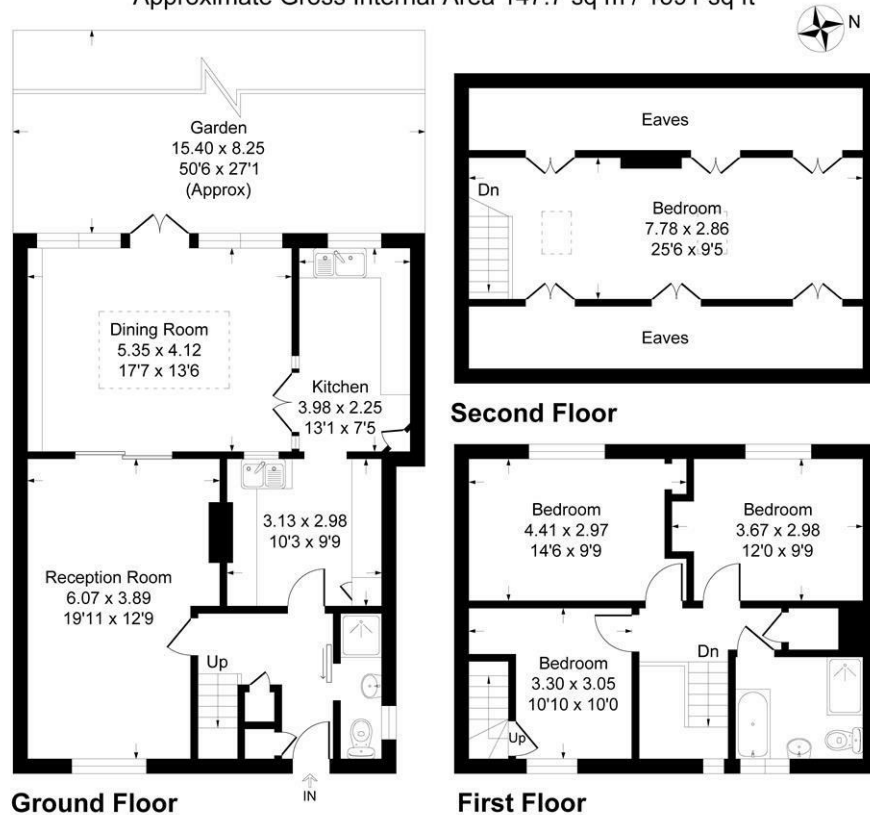 Approximate Gross Internal Area 147.7 sq m / 1591 sq ft
N
Garden
15.40 x 8.25
50'6 x 27'1
(Approx)
Dining Room
5.35 x 4.12
17'7 x 13'6
Kitchen
3.98 x 2.25
13'1 x 7'5
3.13 x 2.98
10'3 x 9'9
Reception Room
6.07 x 3.89
19'11 x 12'9
Up
IN
Ground Floor
Eaves
Dn
Bedroom
7.78 x 2.86
25'6 x 9'5
Eaves
Second Floor
Bedroom
4.41 x 2.97
14'6 x 9'9
Bedroom
3.67 x 2.98
12'0 x 9'9
Bedroom
3.30 x 3.05
10'10 x 10'0
Dn
Up
First Floor